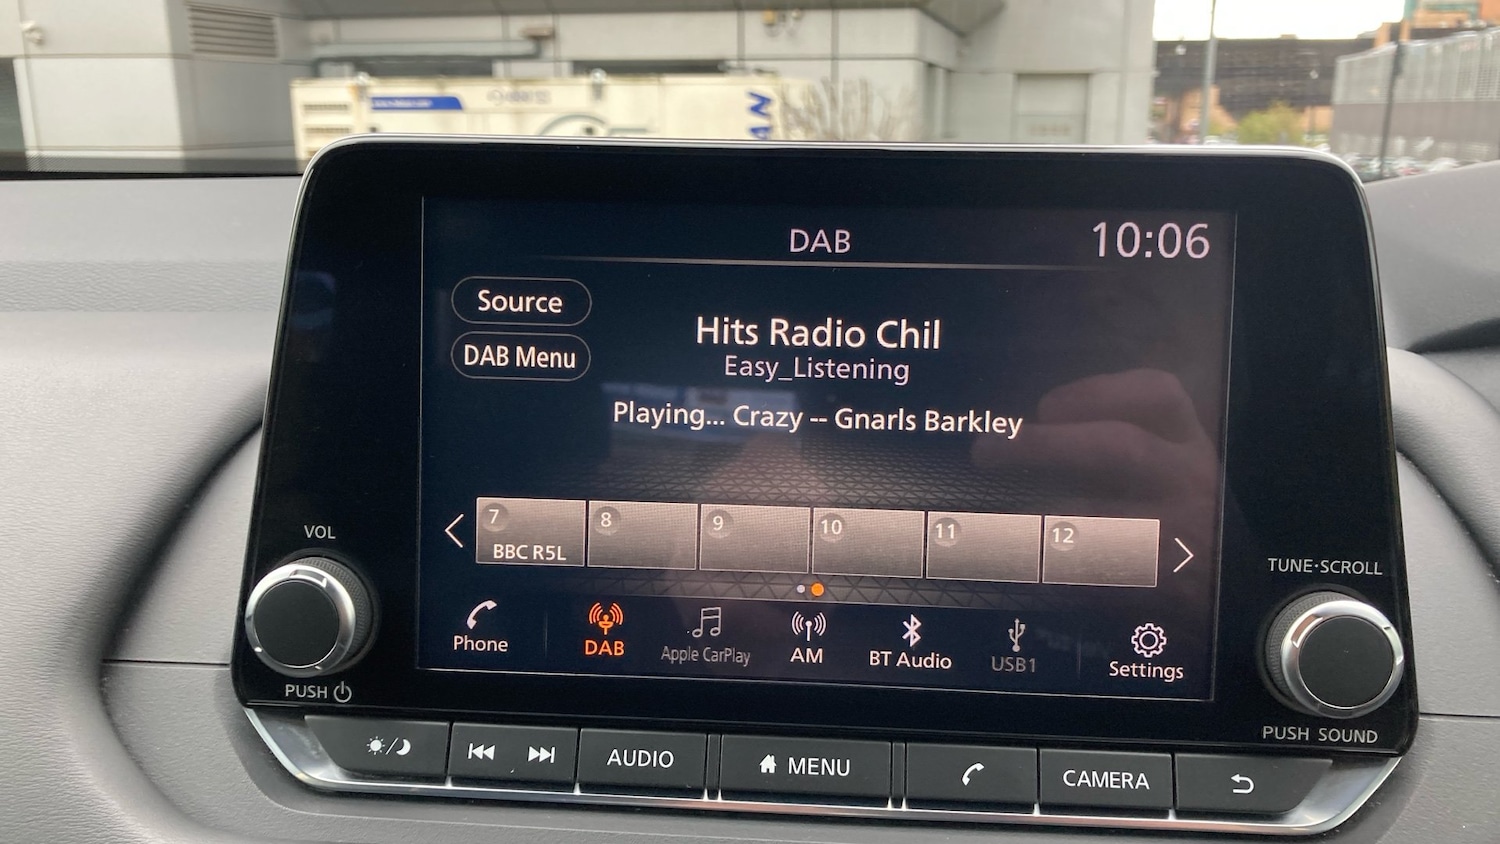 AN
DAB
10:06
Source
DAB Menu
Hits Radio Chil
Easy_Listening
Playing... Crazy -- Gnarls Barkley
7
8
9
10
11
12
BBC R5L
VOL
TUNE·SCROLL
Phone
DAB
Apple CarPlay
AM
BT Audio
USB1
Settings
PUSH
PUSH SOUND
AUDIO
MENU
CAMERA